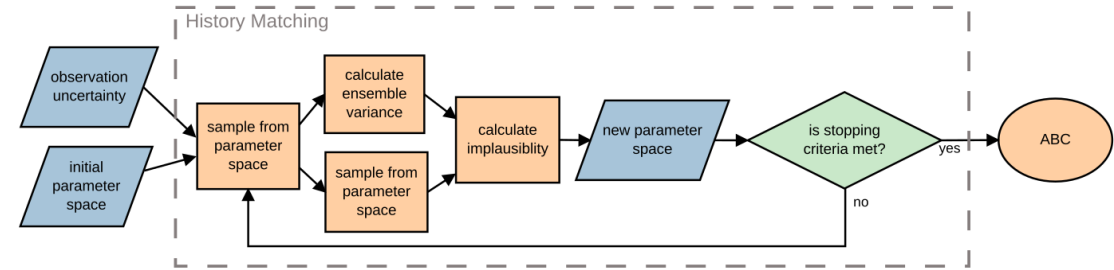 History Matching
observation
uncertainty
initial
parameter
space
sample from
parameter
space
calculate
ensemble
variance
sample from
parameter
space
calculate
implausiblity
new parameter
space
is stopping
criteria met?
yes
no
ABC